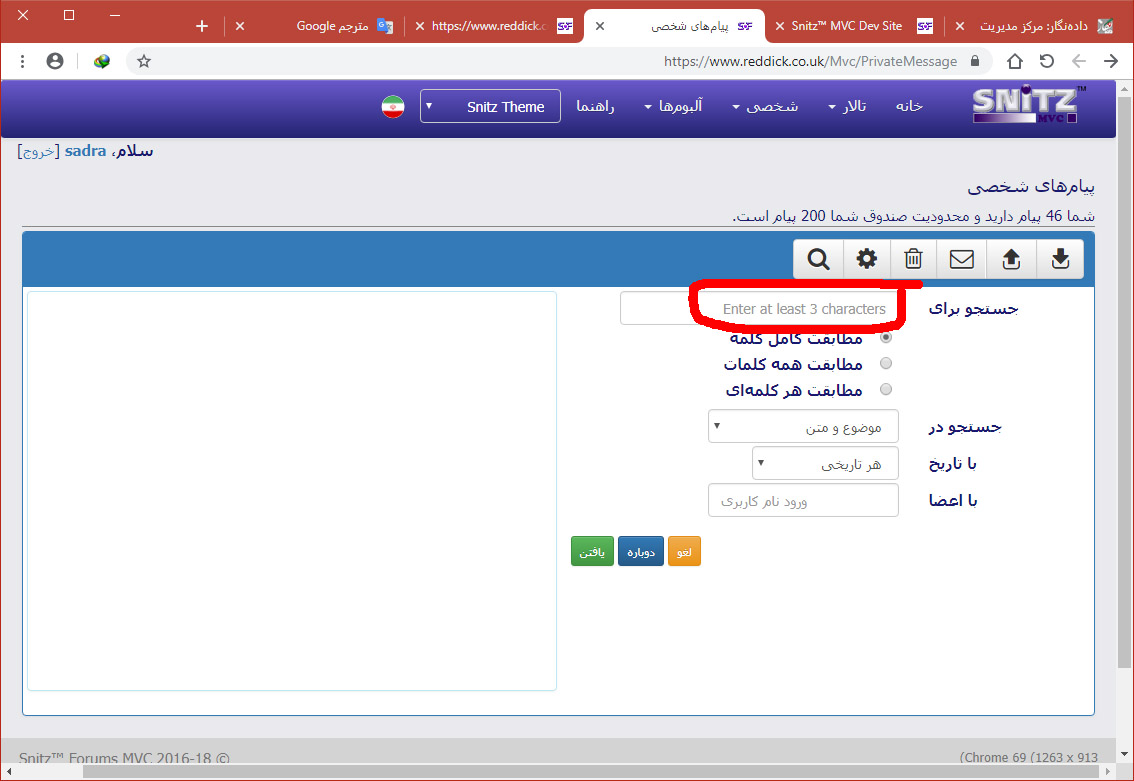 داده‌نگار: مرکز مدیریت
Snitz™ MVC Dev Site
پیام‌های شخصی
https://www.reddick.c
مترجم Google
https://www.reddick.co.uk/Mvc/PrivateMessage
SNITZ™ MVC
خانه
تالار
شخصی
آلبوم‌ها
راهنما
Snitz Theme
سلام، sadra [خروج]
پیام‌های شخصی
شما 46 پیام دارید و محدودیت صندوق شما 200 پیام است.
جستجو برای
Enter at least 3 characters
مطابقت کامل کلمه
مطابقت همه کلمات
مطابقت هر کلمه‌ای
جستجو در
موضوع و متن
با تاریخ
هر تاریخی
با اعضا
ورود نام کاربری
لغو
دوباره
یافتن
(Chrome 69 (1263 x 913
Snitz™ Forums MVC 2016-18 ©